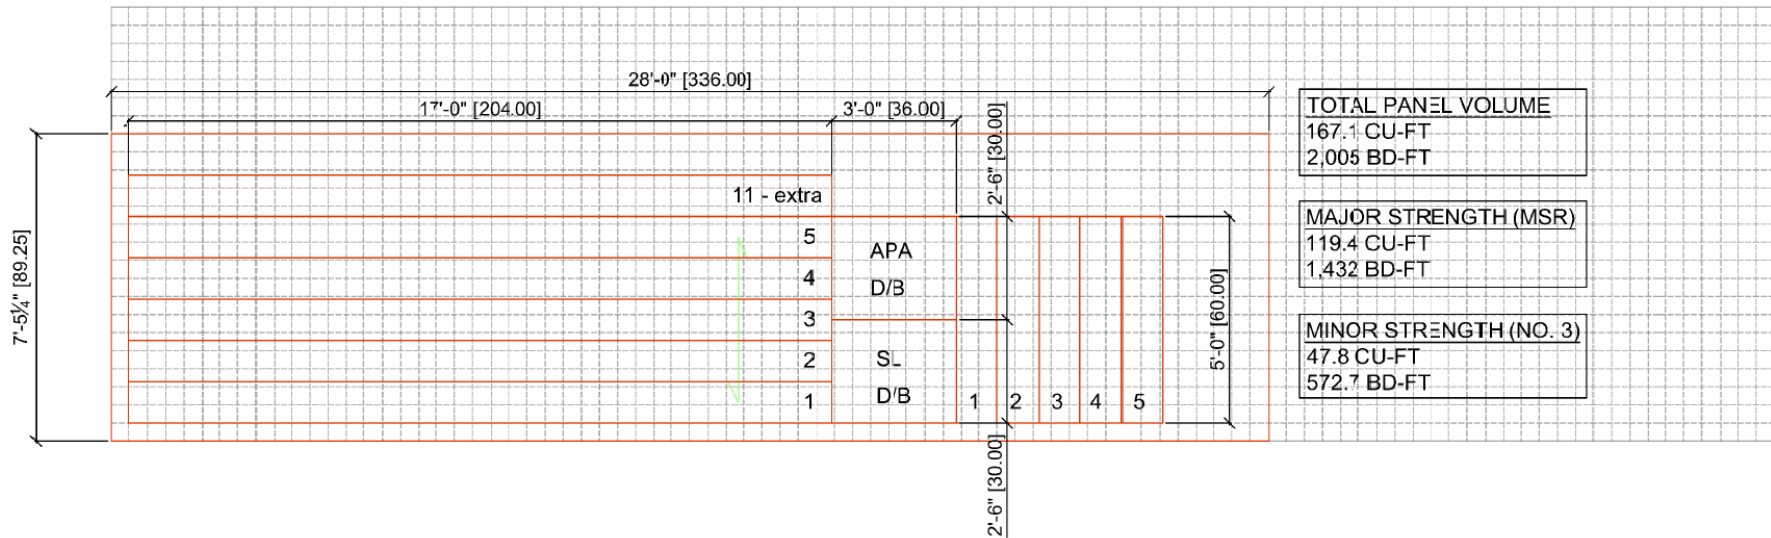 28'-0" [336.00]
17'-0" [204.00]
3'-0" [36.00]
2'-6" [30.00]
7'-5¼" [89.25]
11 - extra
5
4
3
2
1
APA
D/B
SL
D/B
1
2
3
4
5
5'-0" [60.00]
2'-6" [30.00]
TOTAL PANEL VOLUME
167.1 CU-FT
2,005 BD-FT
MAJOR STRENGTH (MSR)
119.4 CU-FT
1,432 BD-FT
MINOR STRENGTH (NO. 3)
47.8 CU-FT
572.7 BD-FT